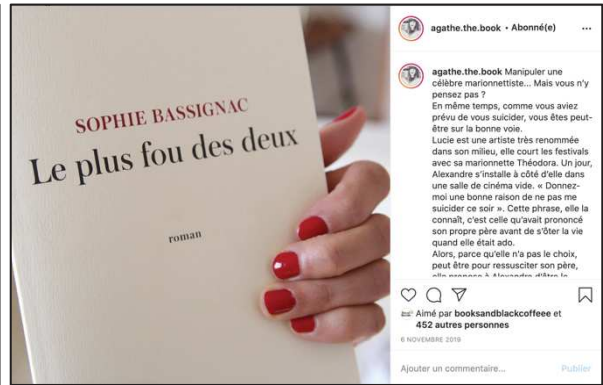 SOPHIE BASSIGNAC
Le plus fou des deux
roman
agathe.the.book • Abonné(e)
agathe.the.book Manipuler une
célèbre marionnettiste... Mais vous n'y
pensez pas ?
En même temps, comme vous aviez
prévu de vous suicider, vous êtes peut-
être sur la bonne voie.
Lucie est une artiste très renommée
dans son milieu, elle court les festivals
avec sa marionnette Théodora. Un jour,
Alexandre s'installe à côté d'elle dans
une salle de cinéma vide. « Donnez-
moi une bonne raison de ne pas me
suicider ce soir ». Cette phrase, elle la
connaît, c'est celle qu'avait prononcé
son propre père avant de s'ôter la vie
quand elle était ado.
Alors, parce qu'elle n'a pas le choix,
peut être pour ressusciter son père,
elle propose à Alexandre d'être le
Aimé par booksandblackcoffeee et
452 autres personnes
6 NOVEMBRE 2019
Ajouter un commentaire...
Publier